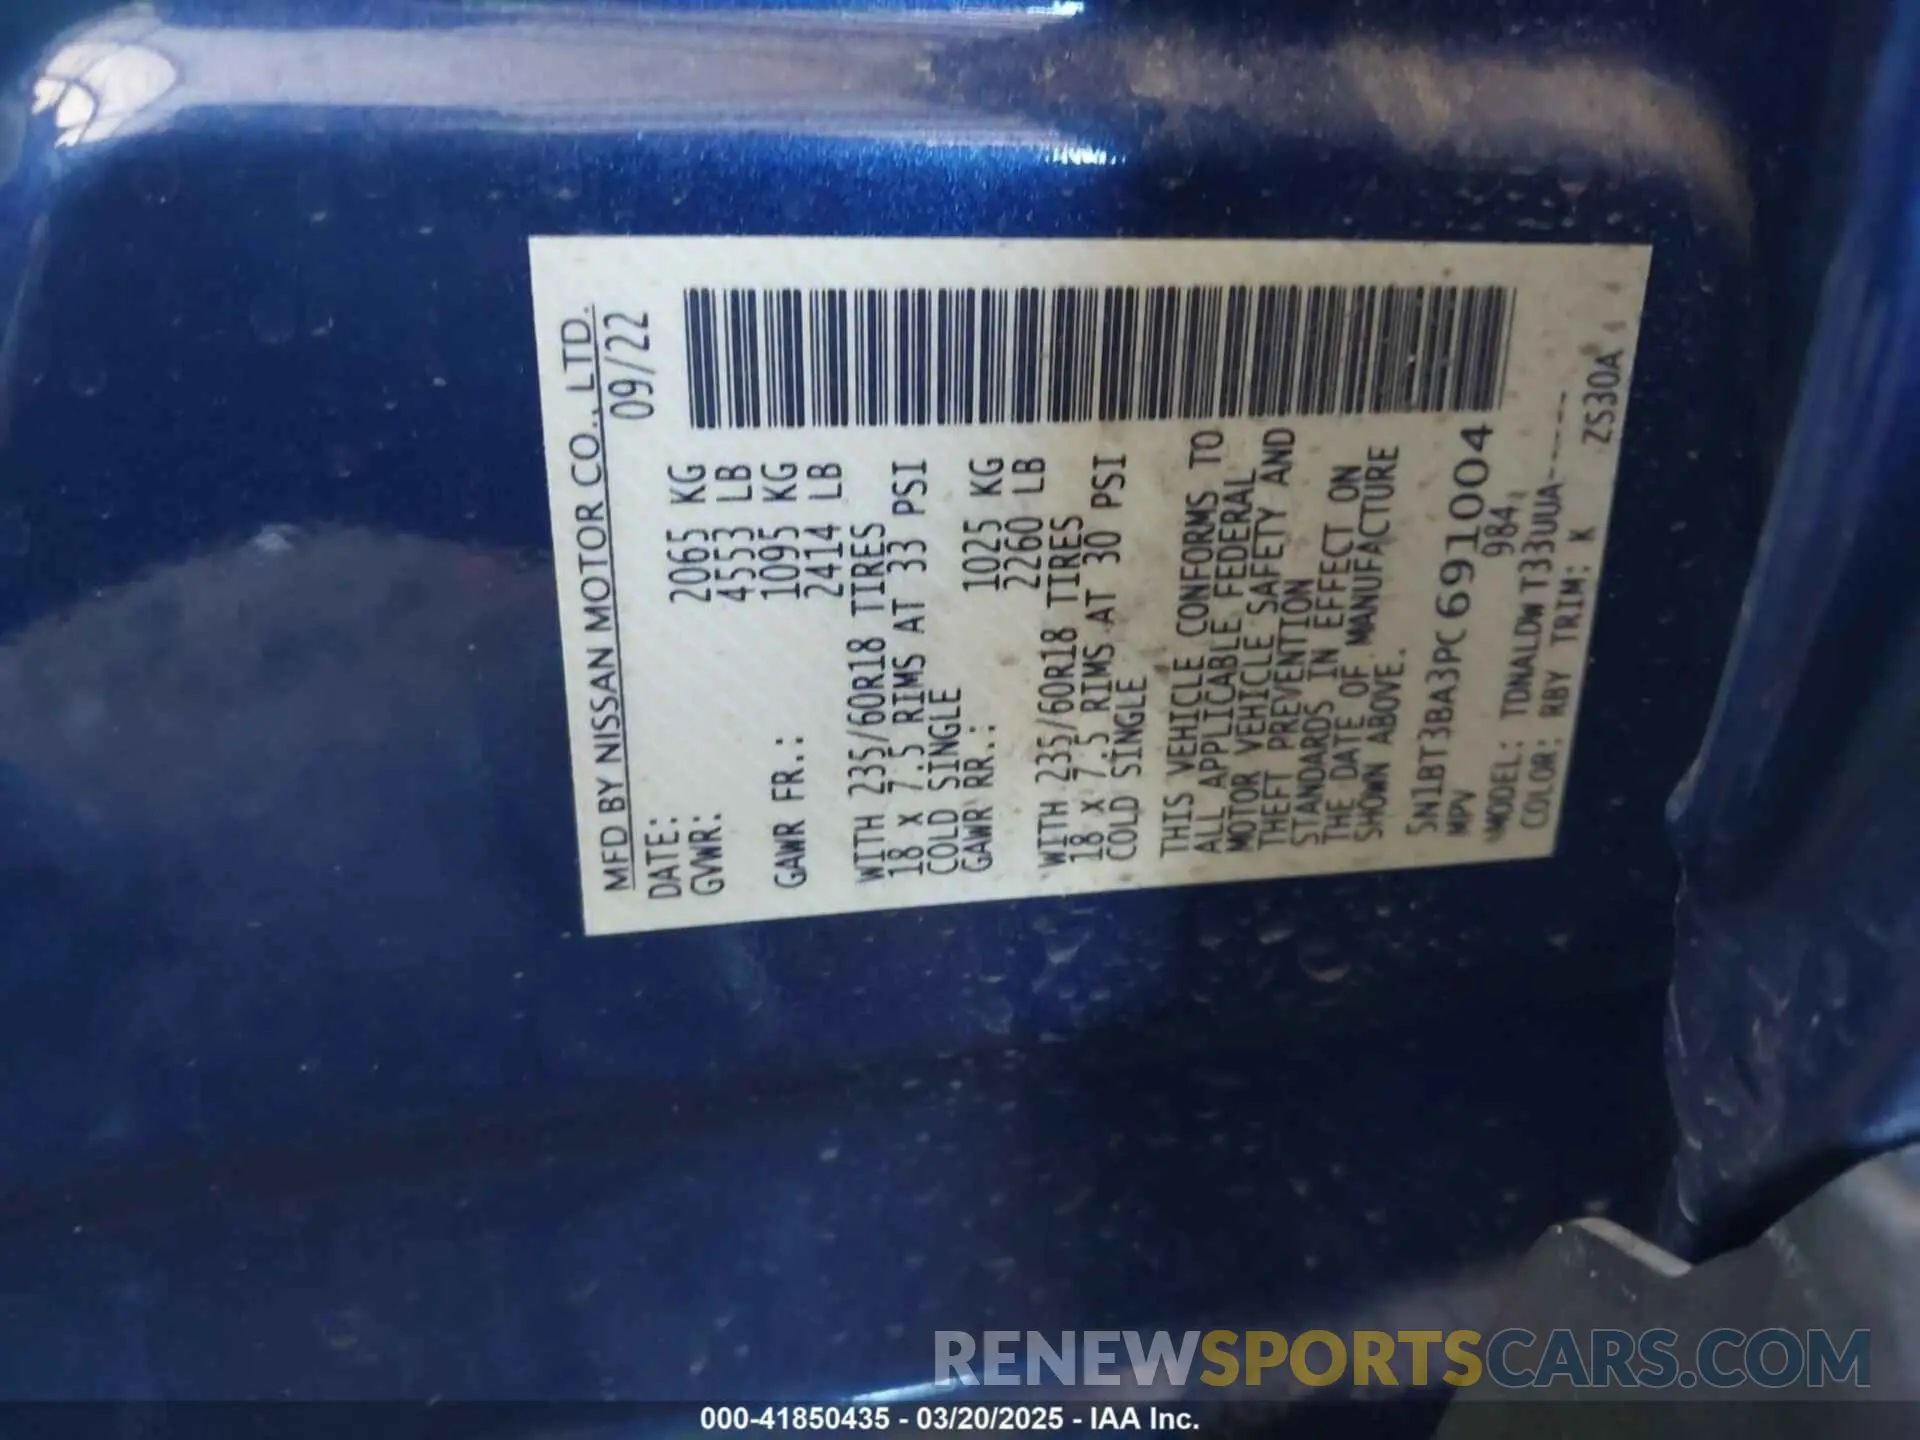 MFD BY NISSAN MOTOR CO., LTD.
DATE: 09/22
GVWR: 2065 KG
4553 LB
GAWR FR.: 1095 KG
2414 LB
WITH 235/60R18 TIRES
18 x 7.5 RIMS AT 33 PSI
COLD SINGLE
GAWR RR.: 1025 KG
2260 LB
WITH 235/60R18 TIRES
18 x 7.5 RIMS AT 30 PSI
COLD SINGLE
THIS VEHICLE CONFORMS TO
ALL APPLICABLE FEDERAL
MOTOR VEHICLE SAFETY AND
THEFT PREVENTION
STANDARDS IN EFFECT ON
THE DATE OF MANUFACTURE
SHOWN ABOVE.
5N1BT3BA3PC691004
MPV 984
MODEL: TDNALDWT33UUA-----
COLOR: RBY TRIM: K ZS30A
RENEWSPORTSCARS.COM
000-41850435 - 03/20/2025 - IAA Inc.